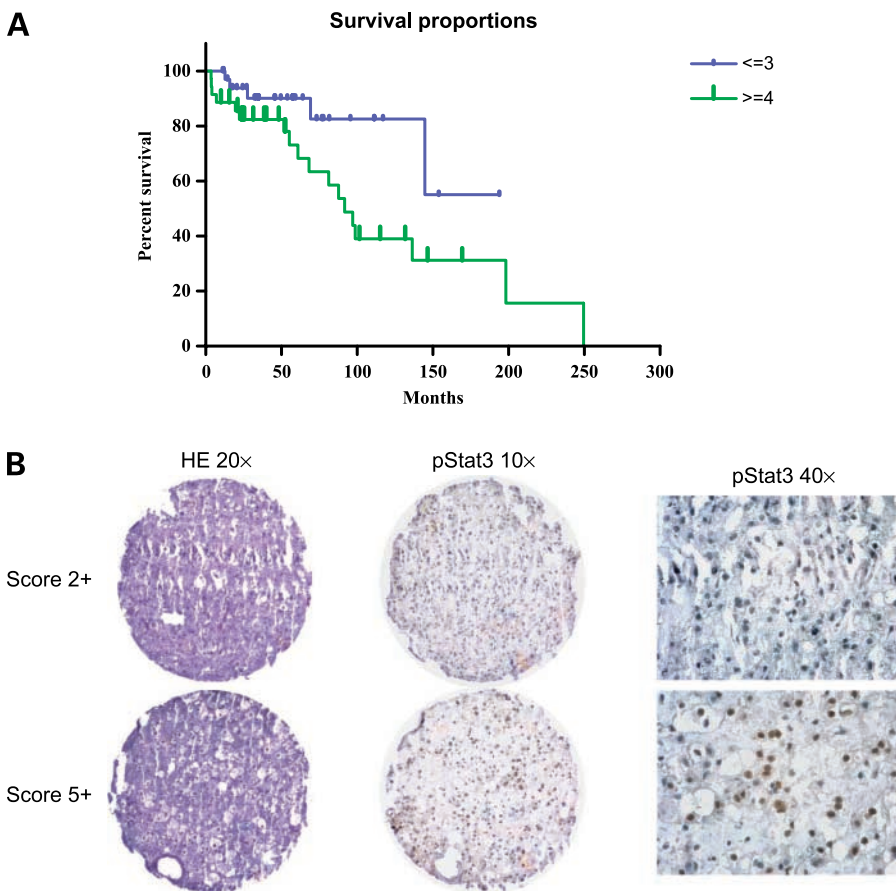 A
Survival proportions
<=3
>=4
Percent survival
100
80
60
40
20
0
0 50 100 150 200 250 300
Months
B
HE 20×
pStat3 10×
pStat3 40×
Score 2+
Score 5+